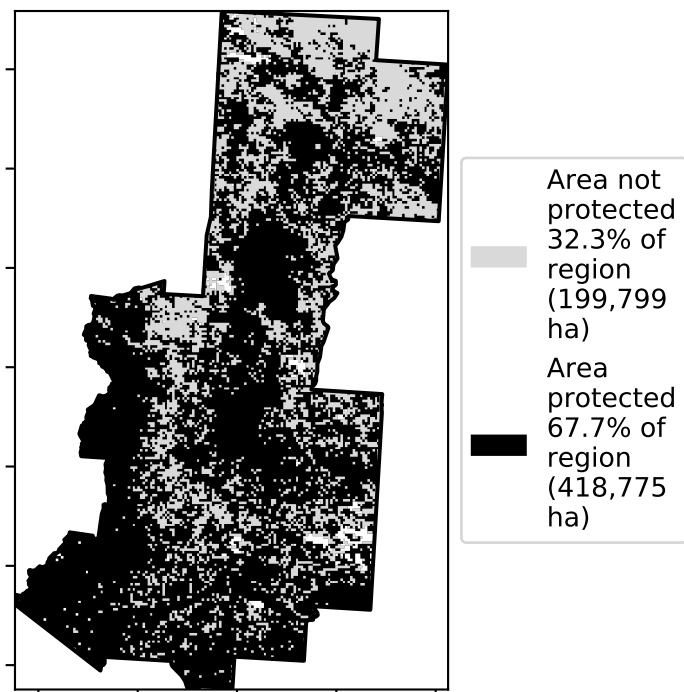 Area not
protected
32.3% of
region
(199,799
ha)
Area
protected
67.7% of
region
(418,775
ha)